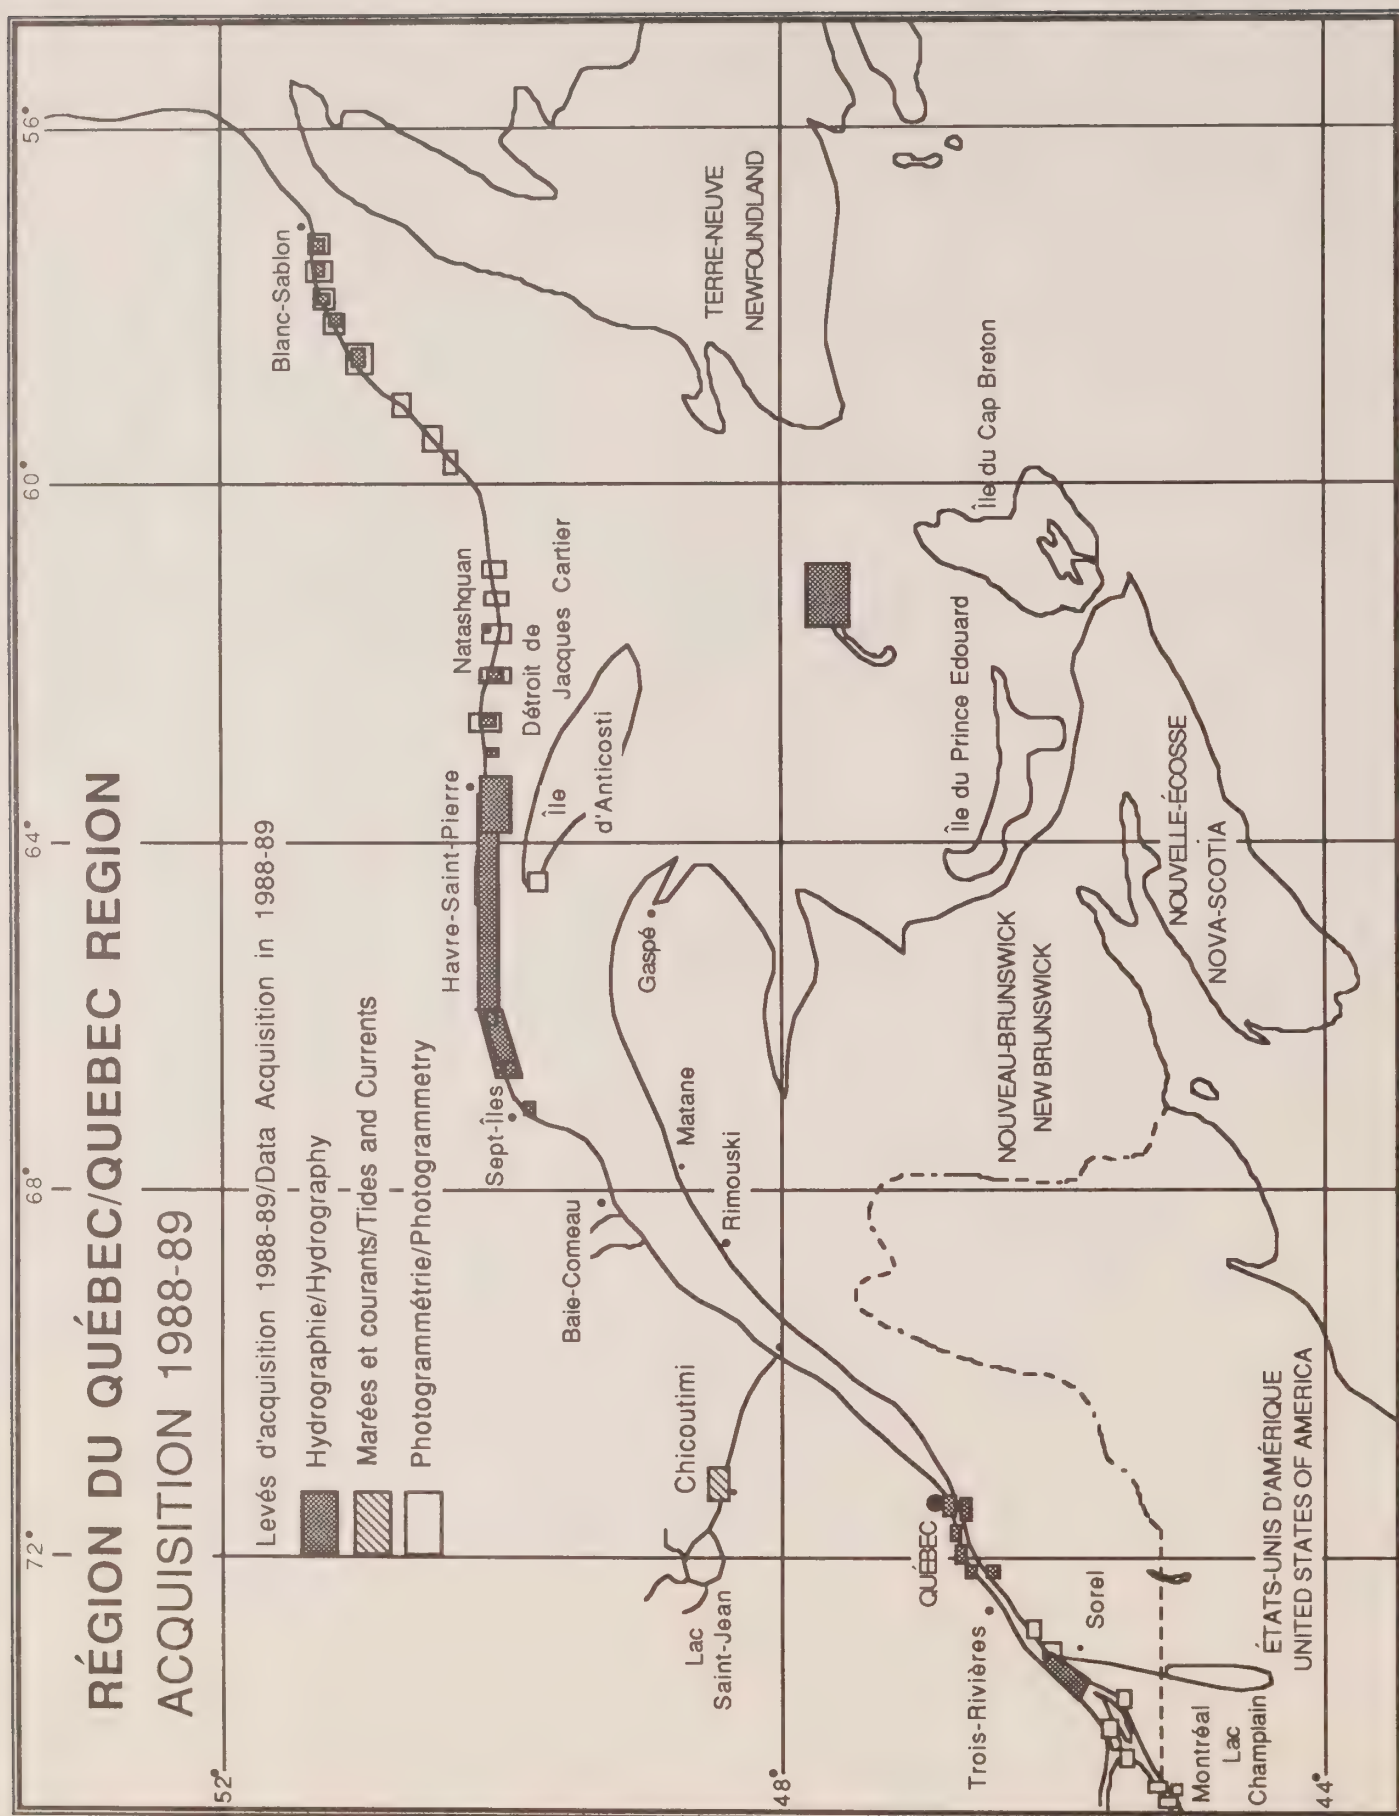 RÉGION DU QUÉBEC/QUEBEC REGION
ACQUISITION 1988-89
Levés d'acquisition 1988-89/Data Acquisition in 1988-89
Hydrographie/Hydrography
Marées et courants/Tides and Currents
Photogrammétrie/Photogrammetry
72°
68°
64°
60°
56°
52°
48°
44°
Blanc-Sablon
Natashquan
Détroit de
Jacques Cartier
Havre-Saint-Pierre
Île
d'Anticosti
Sept-Îles
Baie-Comeau
Gaspé
Matane
Rimouski
Chicoutimi
Lac
Saint-Jean
QUÉBEC
Trois-Rivières
Sorel
Montréal
Lac
Champlain
TERRE-NEUVE
NEWFOUNDLAND
Île du Cap Breton
Île du Prince Edouard
NOUVELLE-ÉCOSSE
NOVA-SCOTIA
NOUVEAU-BRUNSWICK
NEW BRUNSWICK
ÉTATS-UNIS D'AMÉRIQUE
UNITED STATES OF AMERICA